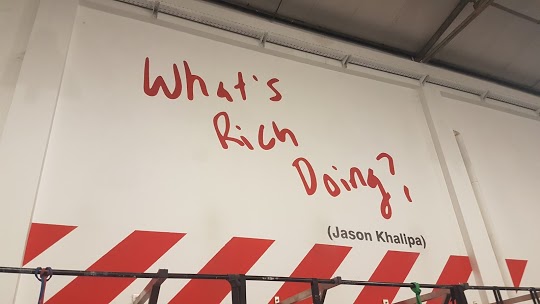 What's
Rich
Doing?,
(Jason Khalipa)